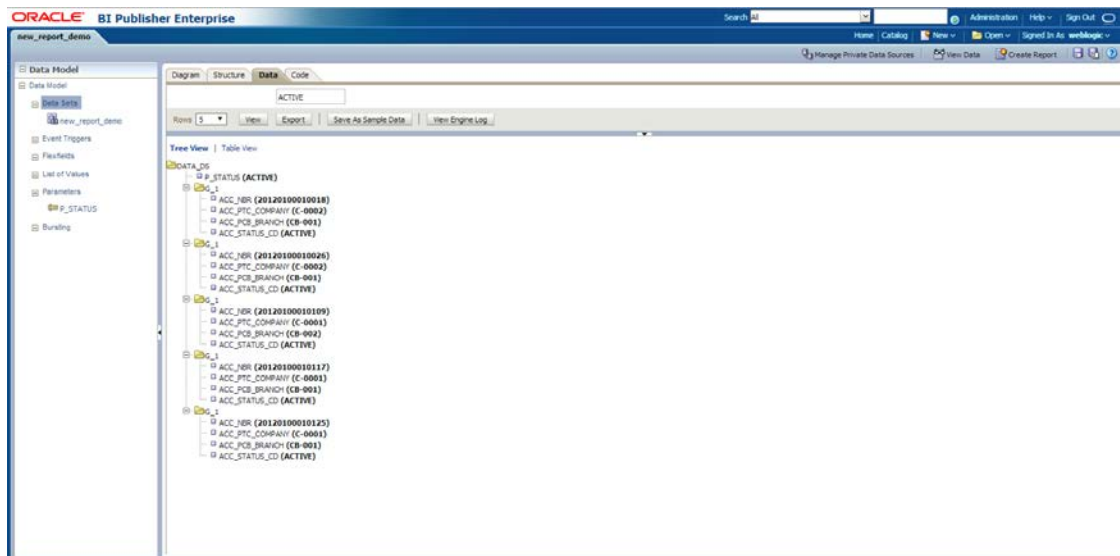 ORACLE BI Publisher Enterprise Search All Administration Help Sign Out
new_report_demo Home Catalog New Open Signed In As weblogic
Manage Private Data Sources View Data Create Report
Data Model
Data Model
Data Sets
new_report_demo
Event Triggers
Flexfields
List of Values
Parameters
P_STATUS
Bursting
Diagram Structure Data Code
ACTIVE
Rows 5 View Export Save As Sample Data View Engine Log
Tree View | Table View
DATA_DS
P_STATUS (ACTIVE)
G_1
ACC_NBR (20120100010018)
ACC_PTC_COMPANY (C-0002)
ACC_PCB_BRANCH (CB-001)
ACC_STATUS_CD (ACTIVE)
G_1
ACC_NBR (20120100010026)
ACC_PTC_COMPANY (C-0002)
ACC_PCB_BRANCH (CB-001)
ACC_STATUS_CD (ACTIVE)
G_1
ACC_NBR (20120100010109)
ACC_PTC_COMPANY (C-0001)
ACC_PCB_BRANCH (CB-002)
ACC_STATUS_CD (ACTIVE)
G_1
ACC_NBR (20120100010117)
ACC_PTC_COMPANY (C-0001)
ACC_PCB_BRANCH (CB-001)
ACC_STATUS_CD (ACTIVE)
G_1
ACC_NBR (20120100010125)
ACC_PTC_COMPANY (C-0001)
ACC_PCB_BRANCH (CB-001)
ACC_STATUS_CD (ACTIVE)